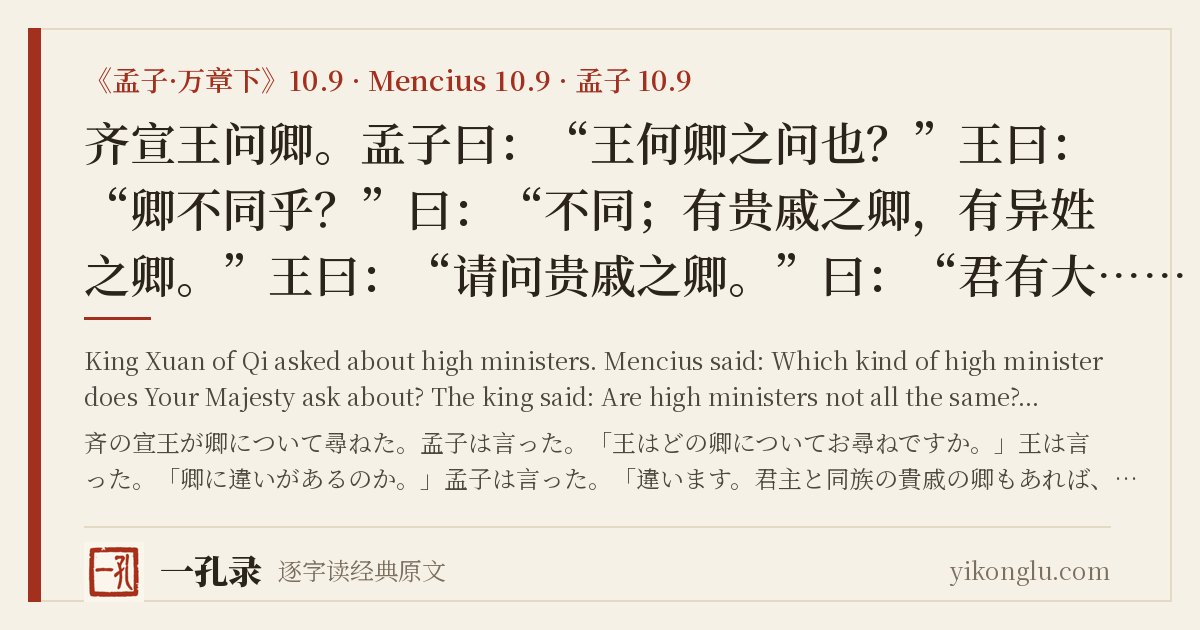 《孟子·万章下》10.9 · Mencius 10.9 · 孟子 10.9
齐宣王问卿。孟子曰：“王何卿之问也？”王曰：
“卿不同乎？”曰：“不同；有贵戚之卿，有异姓
之卿。”王曰：“请问贵戚之卿。”曰：“君有大……
King Xuan of Qi asked about high ministers. Mencius said: Which kind of high minister
does Your Majesty ask about? The king said: Are high ministers not all the same?...
斉の宣王が卿について尋ねた。孟子は言った。「王はどの卿についてお尋ねですか。」王は言
った。「卿に違いがあるのか。」孟子は言った。「違います。君主と同族の貴戚の卿もあれば、…
一孔
一孔录 逐字读经典原文
yikonglu.com